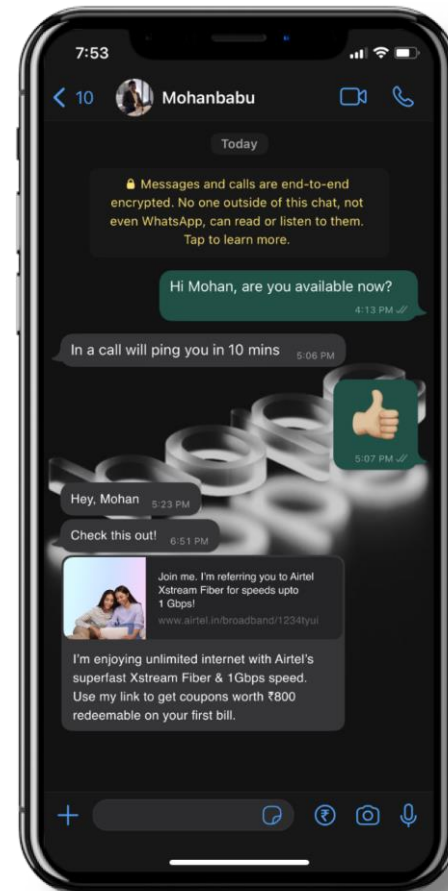 7:53
10
Mohanbabu
Today
Messages and calls are end-to-end
encrypted. No one outside of this chat, not
even WhatsApp, can read or listen to them.
Tap to learn more.
Hi Mohan, are you available now?
4:13 PM
In a call will ping you in 10 mins 5:06 PM
5:07 PM
Hey, Mohan 5:23 PM
Check this out! 6:51 PM
Join me. I'm referring you to Airtel
Xstream Fiber for speeds upto
1 Gbps!
www.airtel.in/broadband/1234tyui
I'm enjoying unlimited internet with Airtel's
superfast Xstream Fiber & 1Gbps speed.
Use my link to get coupons worth ₹800
redeemable on your first bill.
₹